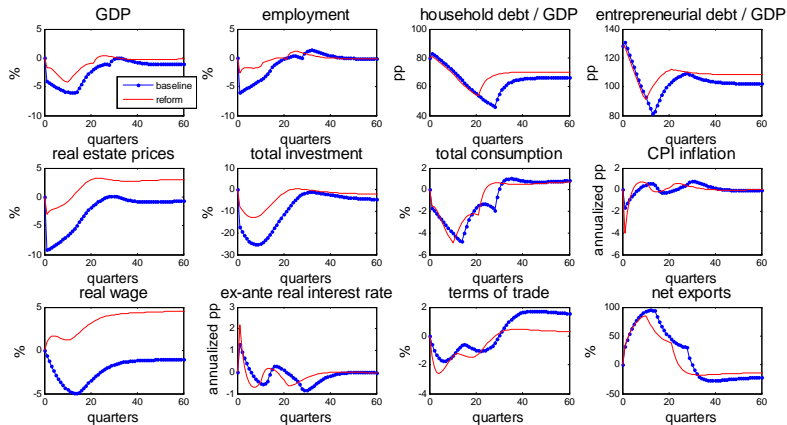 GDP
employment
household debt / GDP
entrepreneurial debt / GDP
5
0
-5
-10
%
0 20 40 60
quarters
baseline
reform
5
0
-5
-10
%
0 20 40 60
quarters
100
80
60
40
pp
0 20 40 60
quarters
140
120
100
80
pp
0 20 40 60
quarters
real estate prices
total investment
total consumption
CPI inflation
5
0
-5
-10
%
0 20 40 60
quarters
10
0
-10
-20
-30
%
0 20 40 60
quarters
2
0
-2
-4
-6
%
0 20 40 60
quarters
2
0
-2
-4
-6
annualized pp
0 20 40 60
quarters
real wage
ex-ante real interest rate
terms of trade
net exports
5
0
-5
%
0 20 40 60
quarters
3
2
1
0
-1
annualized pp
0 20 40 60
quarters
2
0
-2
-4
%
0 20 40 60
quarters
100
50
0
-50
%
0 20 40 60
quarters